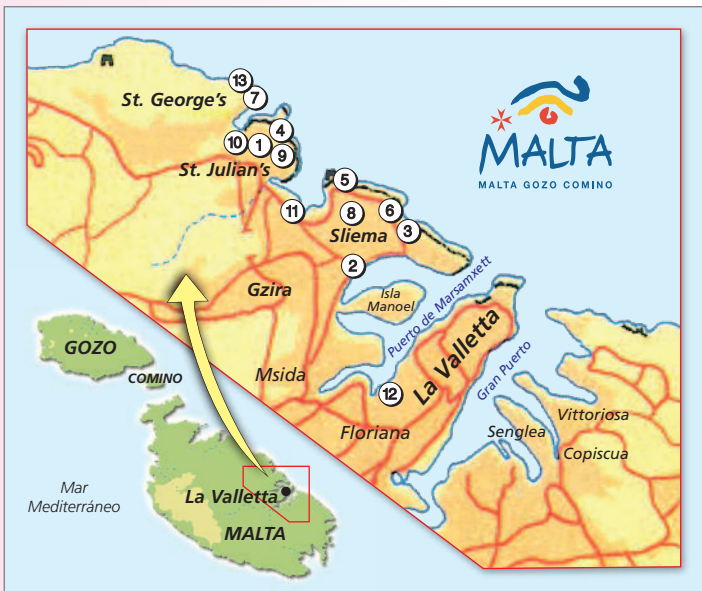 13
7
St. George's
4
10
1
9
St. Julian's
5
11
8
6
3
Sliema
2
Gzira
Isla
Manoel
Puerto de Marsamxett
La Valletta
Gran Puerto
Msida
12
Floriana
Senglea
Vittoriosa
Copiscua
MALTA
MALTA GOZO COMINO
GOZO
COMINO
La Valletta
MALTA
Mar
Mediterráneo